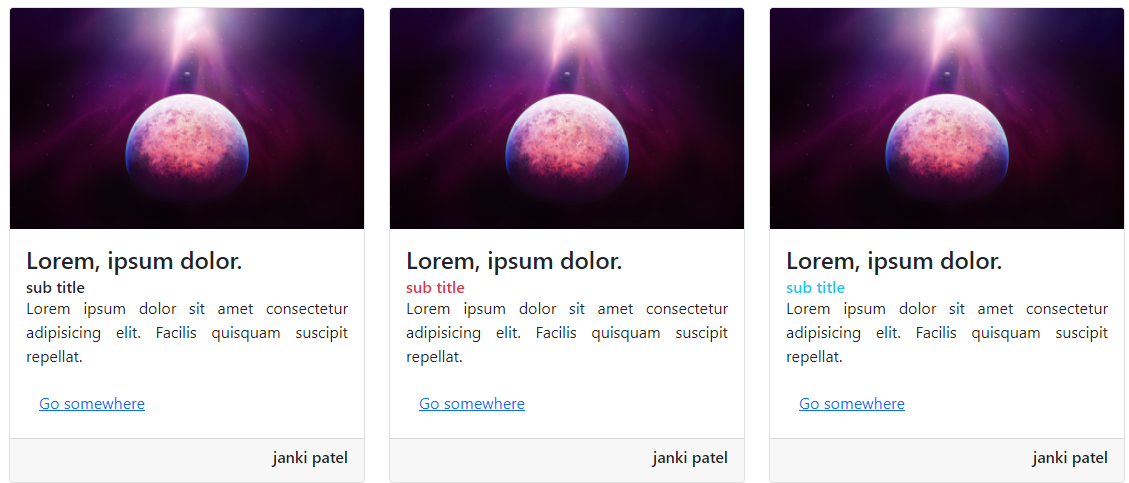 Lorem, ipsum dolor.
sub title
Lorem ipsum dolor sit amet consectetur
adipisicing elit. Facilis quisquam suscipit
repellat.
Go somewhere
janki patel
Lorem, ipsum dolor.
sub title
Lorem ipsum dolor sit amet consectetur
adipisicing elit. Facilis quisquam suscipit
repellat.
Go somewhere
janki patel
Lorem, ipsum dolor.
sub title
Lorem ipsum dolor sit amet consectetur
adipisicing elit. Facilis quisquam suscipit
repellat.
Go somewhere
janki patel